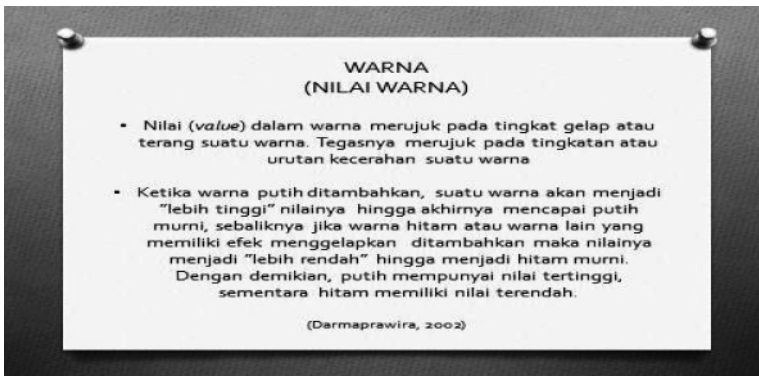 WARNA
(NILAI WARNA)
• Nilai (value) dalam warna merujuk pada tingkat gelap atau
terang suatu warna. Tegasnya merujuk pada tingkatan atau
urutan kecerahan suatu warna
• Ketika warna putih ditambahkan, suatu warna akan menjadi
"lebih tinggi" nilainya hingga akhirnya mencapai putih
murni, sebaliknya jika warna hitam atau warna lain yang
memiliki efek menggelapkan ditambahkan maka nilainya
menjadi "lebih rendah" hingga menjadi hitam murni.
Dengan demikian, putih mempunyai nilai tertinggi,
sementara hitam memiliki nilai terendah.
(Darmaprawira, 2002)